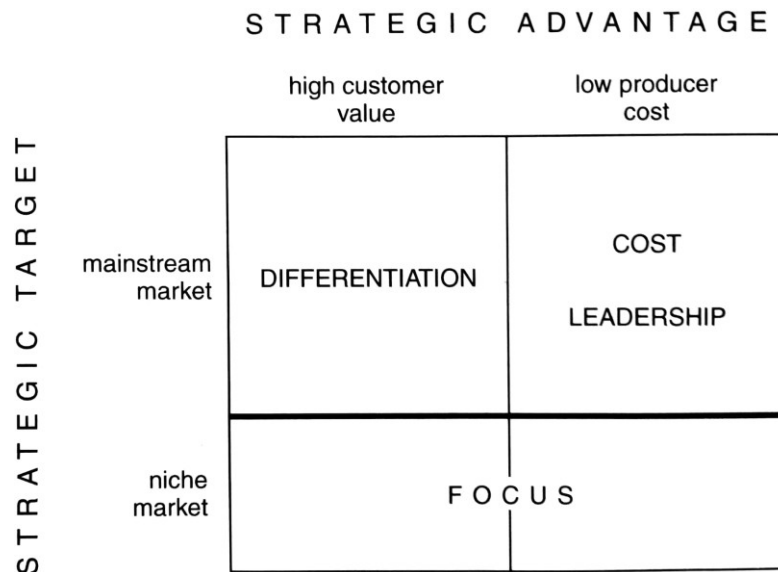 STRATEGIC ADVANTAGE
high customer
value
low producer
cost
STRATEGIC TARGET
mainstream
market
DIFFERENTIATION
COST
LEADERSHIP
niche
market
FOCUS